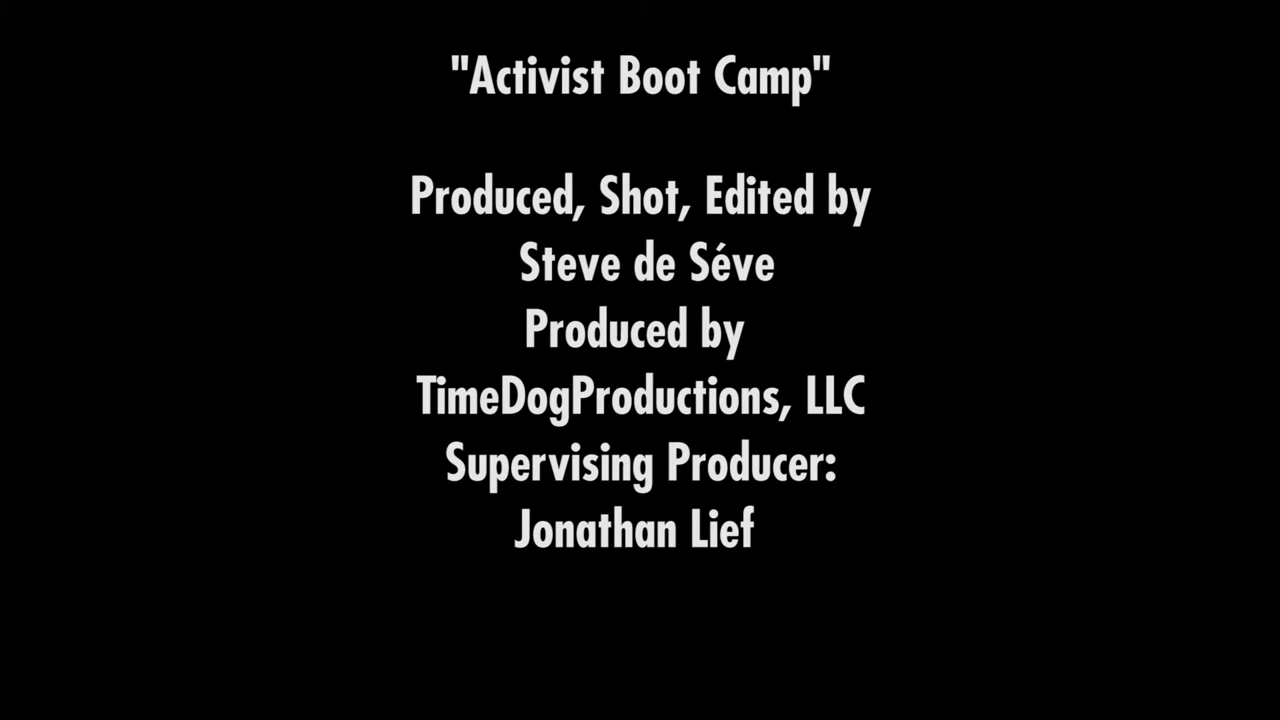 "Activist Boot Camp"
Produced, Shot, Edited by
Steve de Séve
Produced by
TimeDogProductions, LLC
Supervising Producer:
Jonathan Lief